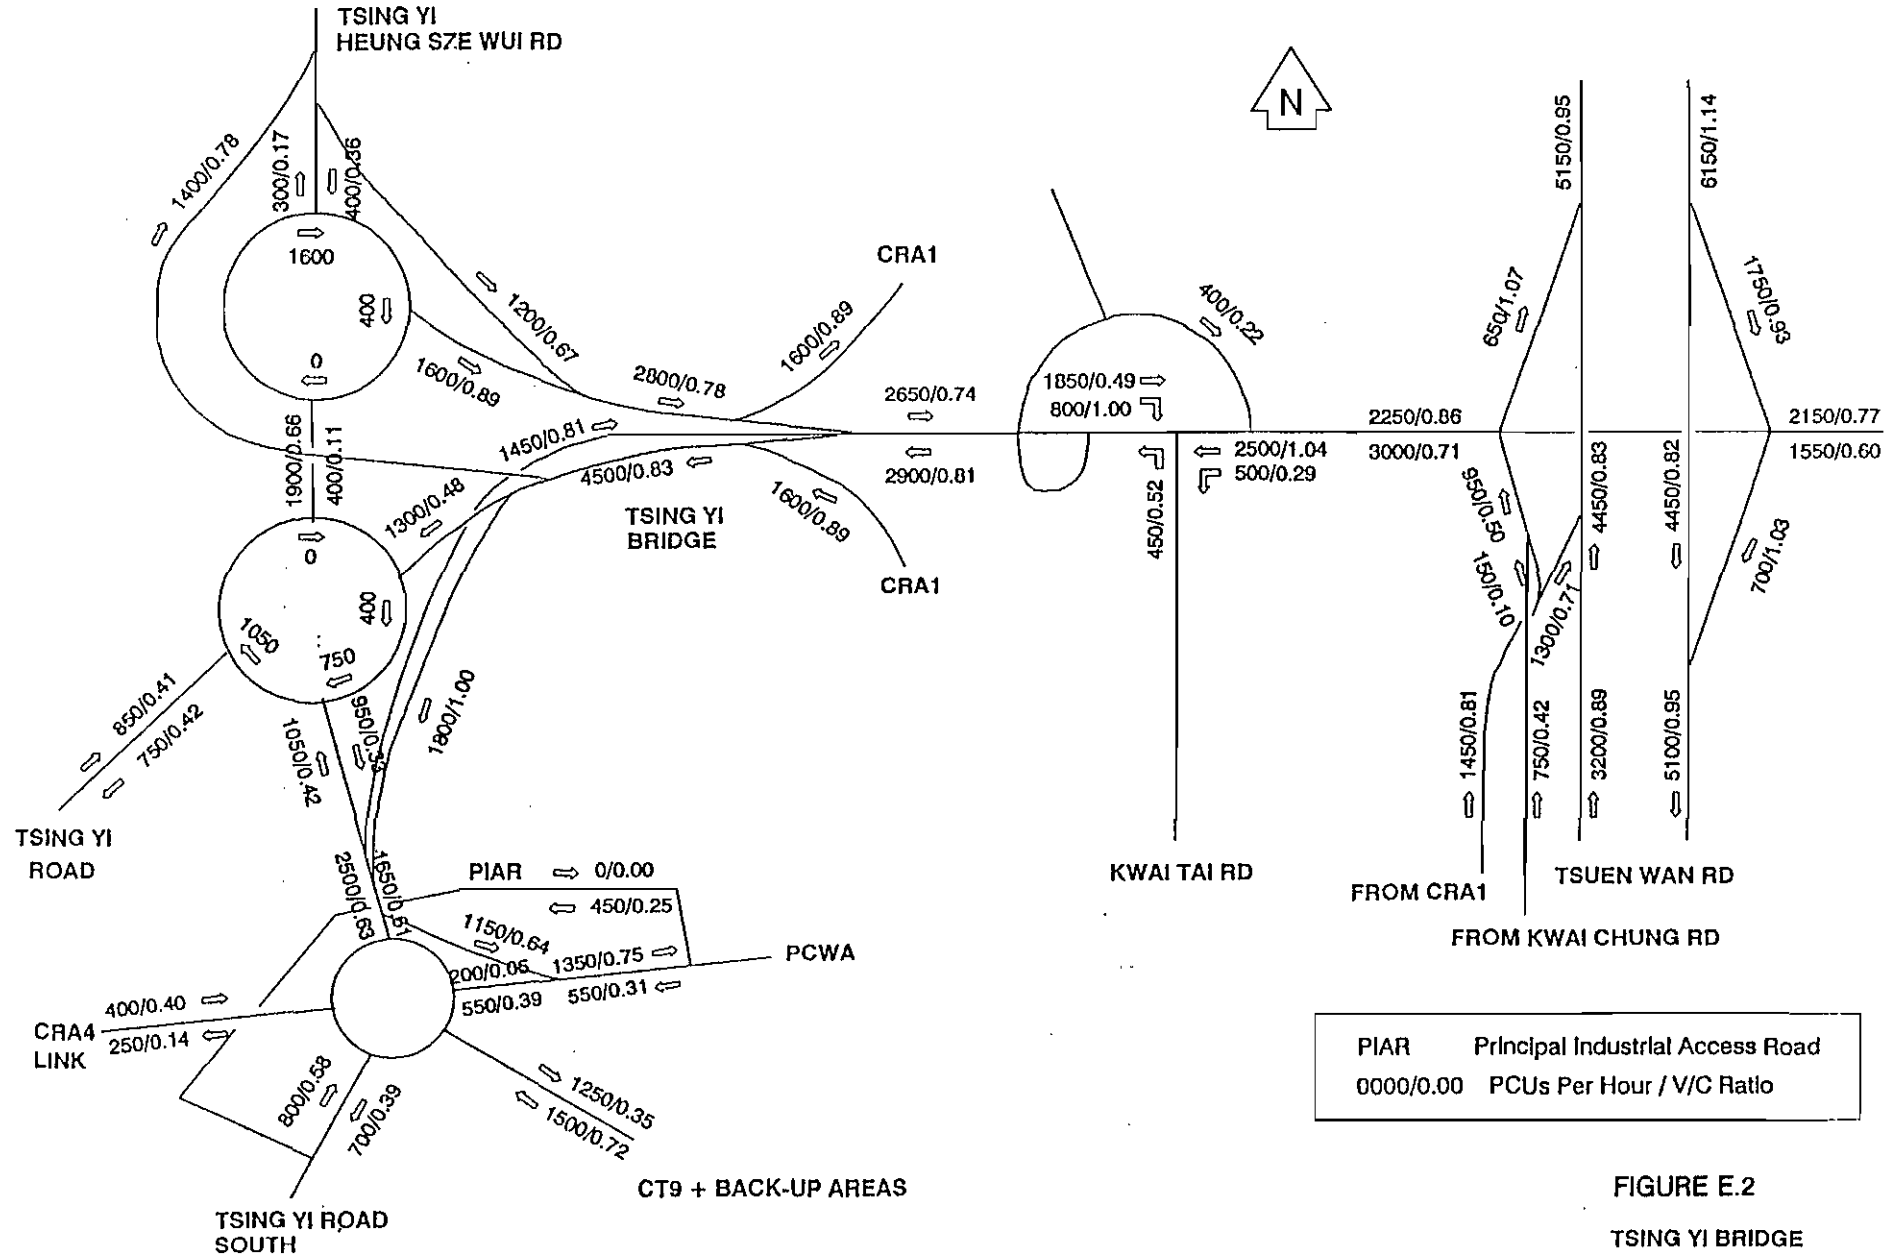 TSING YI
HEUNG SZE WUI RD
N
1400/0.78
300/0.17
400/0.36
1600
400
0
1200/0.67
1600/0.89
2800/0.78
CRA1
1600/0.89
2650/0.74
2900/0.81
1450/0.81
4500/0.83
1300/0.48
TSING YI
BRIDGE
1600/0.89
CRA1
1900/0.66
400/0.11
0
400
1050
750
850/0.41
750/0.42
TSING YI
ROAD
1050/0.42
950/0.33
1800/1.00
2500/0.63
1650/0.61
PIAR
0/0.00
450/0.25
1150/0.64
200/0.06
1350/0.75
550/0.39
550/0.31
PCWA
400/0.40
250/0.14
CRA4
LINK
800/0.58
700/0.39
1250/0.35
1500/0.72
CT9 + BACK-UP AREAS
TSING YI ROAD
SOUTH
400/0.22
1850/0.49
800/1.00
2500/1.04
500/0.29
450/0.52
KWAI TAI RD
2250/0.86
3000/0.71
5150/0.95
6150/1.14
650/1.07
1750/0.93
2150/0.77
1550/0.60
950/0.50
4450/0.83
4450/0.82
150/0.10
1300/0.71
700/1.03
1450/0.81
750/0.42
3200/0.89
5100/0.95
FROM CRA1
TSUEN WAN RD
FROM KWAI CHUNG RD
PIAR Principal Industrial Access Road
0000/0.00 PCUs Per Hour / V/C Ratio
FIGURE E.2
TSING YI BRIDGE